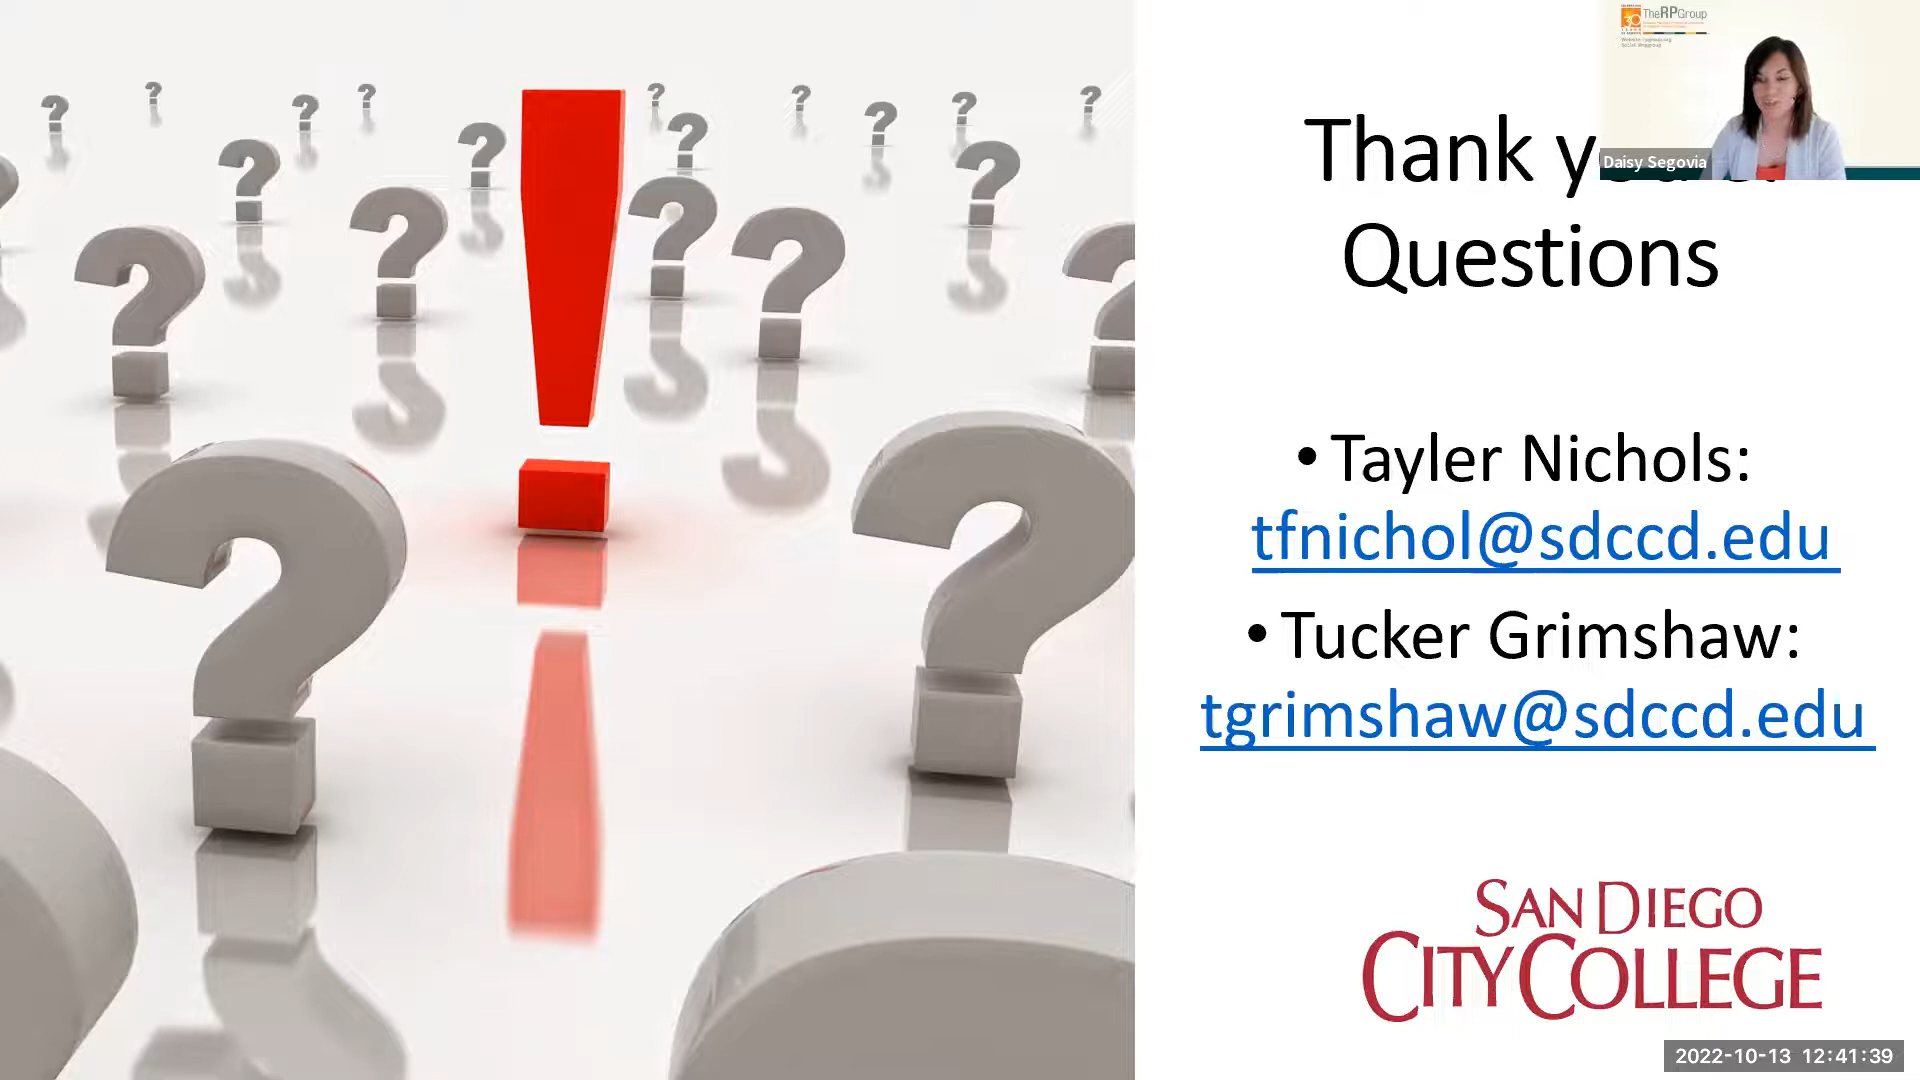 30
TheRPGroup
Thank
Daisy Segovia
Questions
• Tayler Nichols:
tfnichol@sdccd.edu
• Tucker Grimshaw:
tgrimshaw@sdccd.edu
SAN DIEGO
CITY COLLEGE
2022-10-13 12:41:39